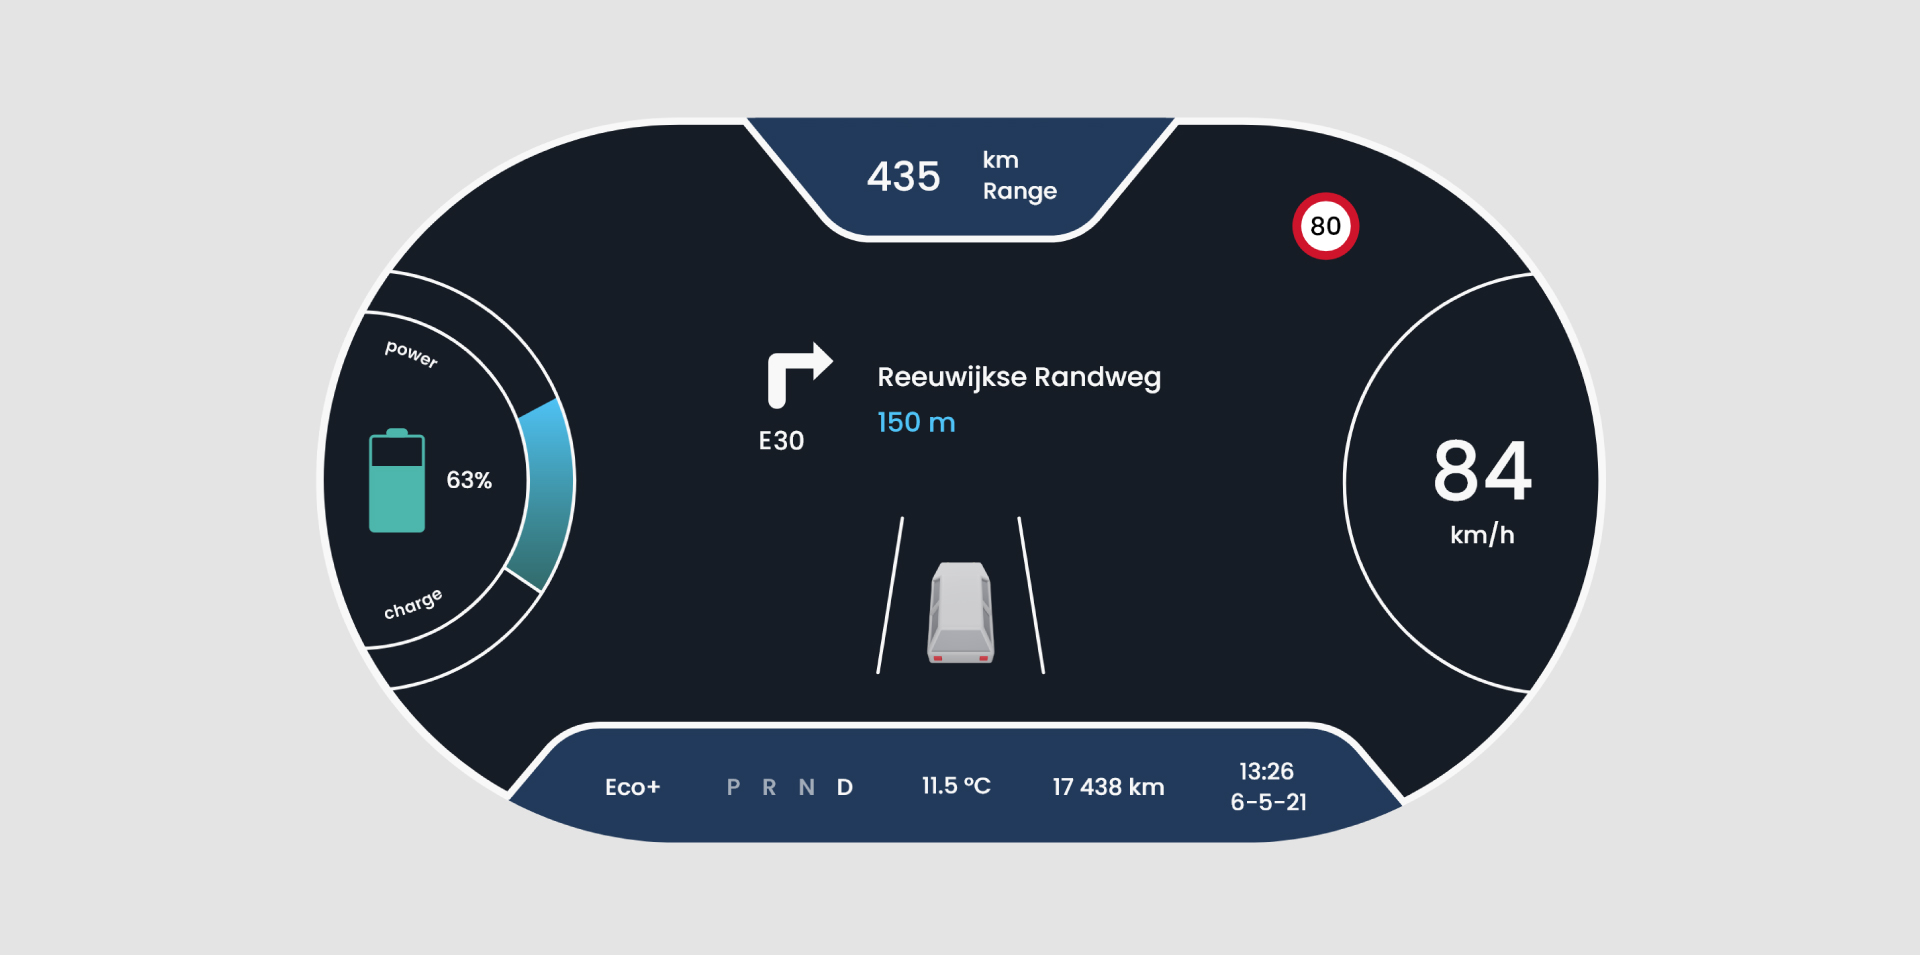 435
km
Range
80
power
63%
charge
Reeuwijkse Randweg
150 m
E30
84
km/h
Eco+
P R N D
11.5 ºC
17 438 km
13:26
6-5-21